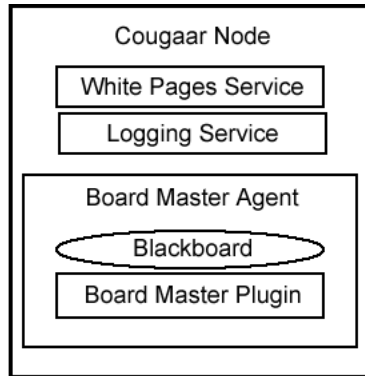 Cougaar Node
White Pages Service
Logging Service
Board Master Agent
Blackboard
Board Master Plugin